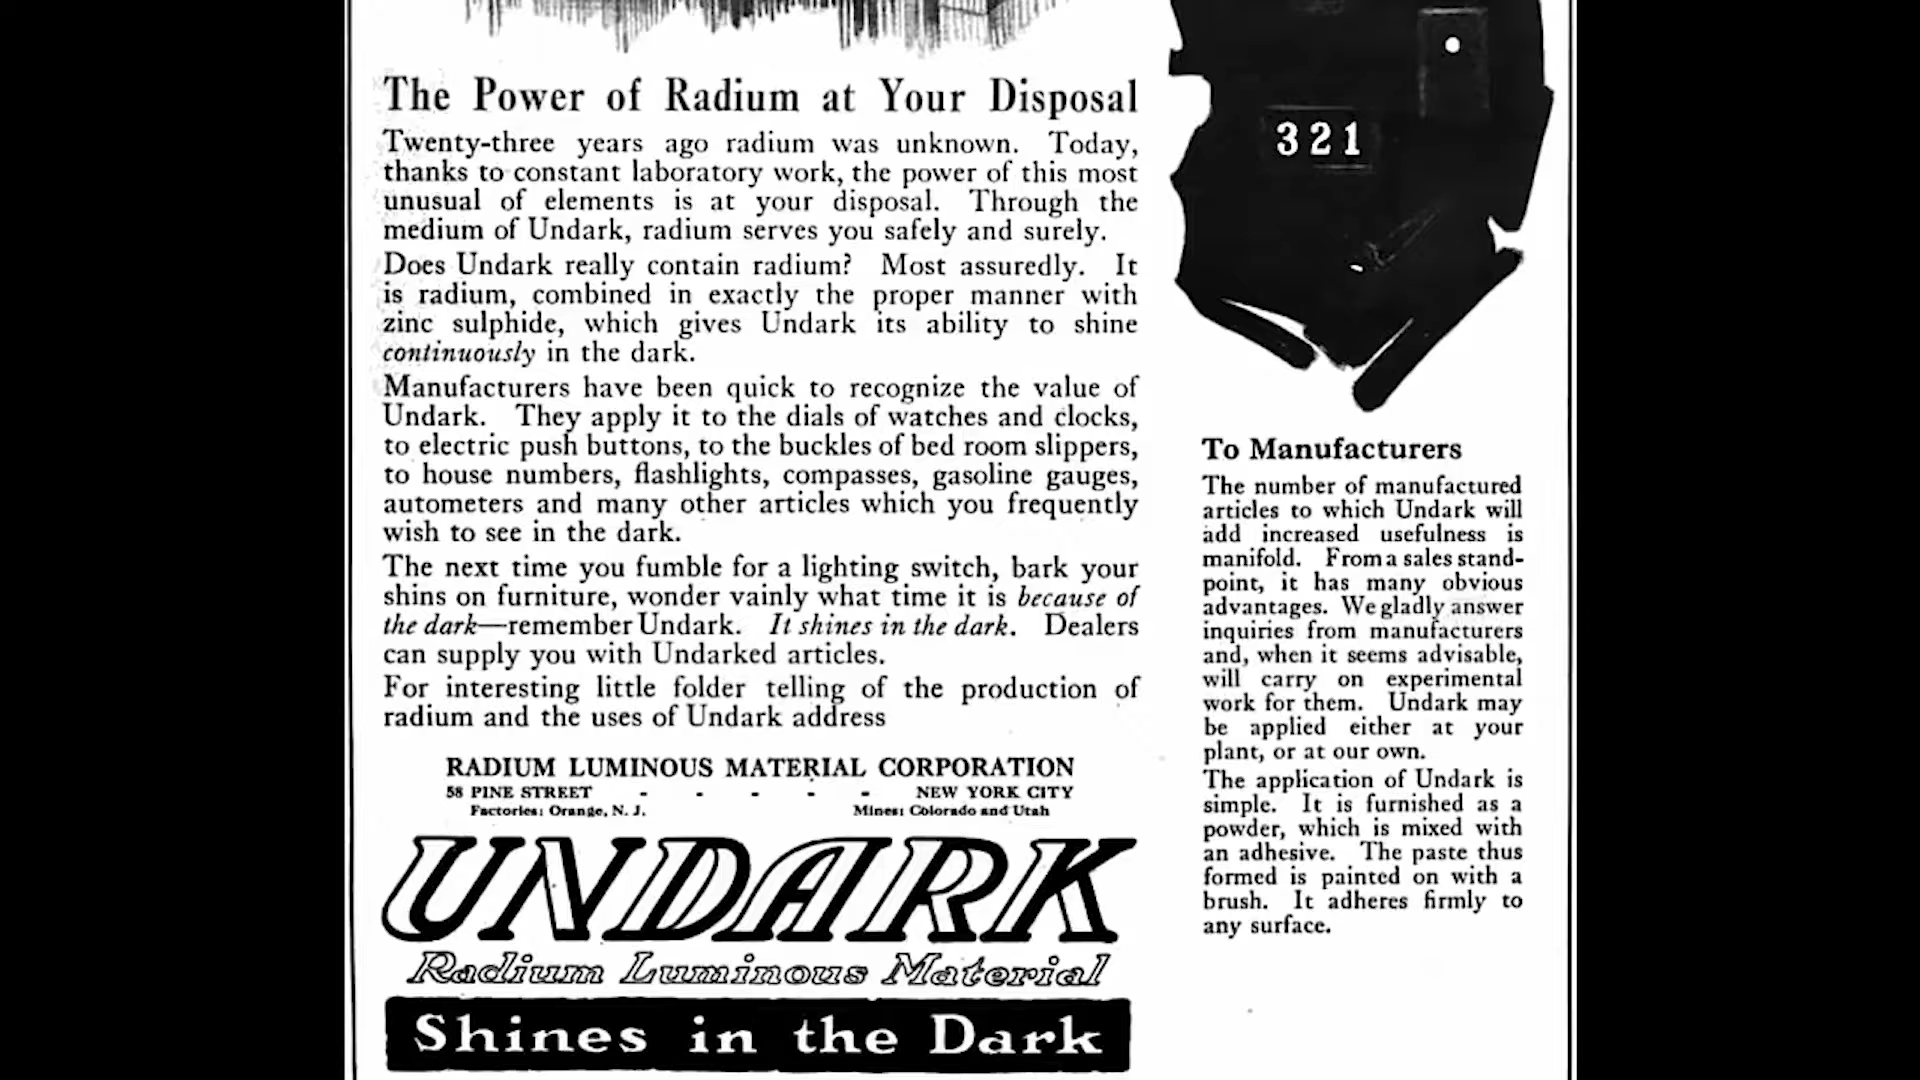 The Power of Radium at Your Disposal
Twenty-three years ago radium was unknown. Today,
thanks to constant laboratory work, the power of this most
unusual of elements is at your disposal. Through the
medium of Undark, radium serves you safely and surely.
Does Undark really contain radium? Most assuredly. It
is radium, combined in exactly the proper manner with
zinc sulphide, which gives Undark its ability to shine
continuously in the dark.
Manufacturers have been quick to recognize the value of
Undark. They apply it to the dials of watches and clocks,
to electric push buttons, to the buckles of bed room slippers,
to house numbers, flashlights, compasses, gasoline gauges,
autometers and many other articles which you frequently
wish to see in the dark.
The next time you fumble for a lighting switch, bark your
shins on furniture, wonder vainly what time it is because of
the dark—remember Undark. It shines in the dark. Dealers
can supply you with Undarked articles.
For interesting little folder telling of the production of
radium and the uses of Undark address
RADIUM LUMINOUS MATERIAL CORPORATION
58 PINE STREET - - - - - NEW YORK CITY
Factories: Orange, N. J. Mines: Colorado and Utah
UNDARK
Radium Luminous Material
Shines in the Dark
321
To Manufacturers
The number of manufactured
articles to which Undark will
add increased usefulness is
manifold. From a sales stand-
point, it has many obvious
advantages. We gladly answer
inquiries from manufacturers
and, when it seems advisable,
will carry on experimental
work for them. Undark may
be applied either at your
plant, or at our own.
The application of Undark is
simple. It is furnished as a
powder, which is mixed with
an adhesive. The paste thus
formed is painted on with a
brush. It adheres firmly to
any surface.